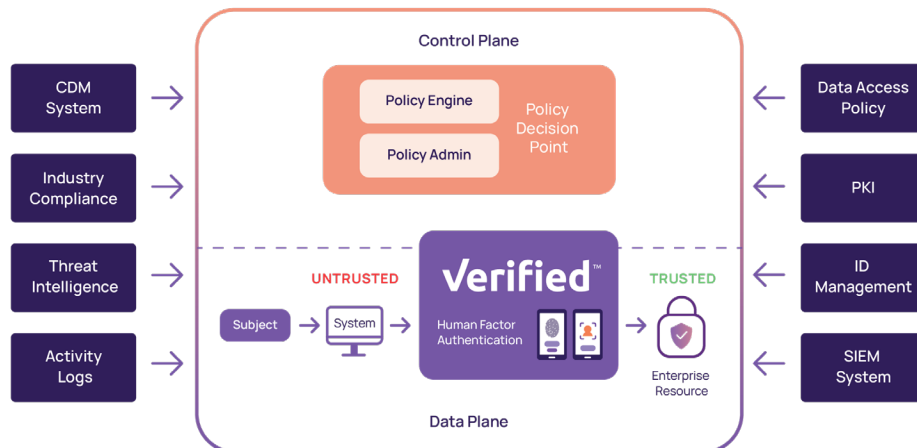 Control Plane
CDM
System
Industry
Compliance
Threat
Intelligence
Activity
Logs
Policy Engine
Policy Admin
Policy
Decision
Point
UNTRUSTED
Subject
System
Verified™
Human Factor
Authentication
TRUSTED
Enterprise
Resource
Data Plane
Data Access
Policy
PKI
ID
Management
SIEM
System